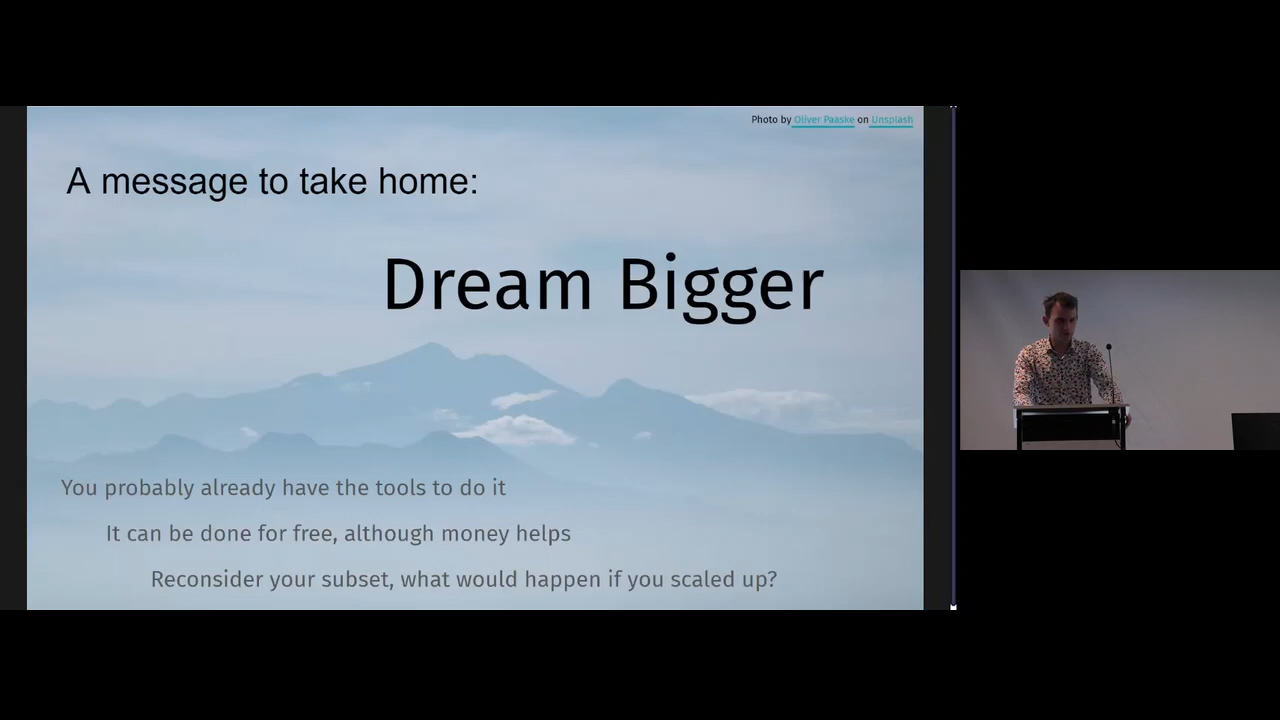 Photo by Oliver Paaske on Unsplash
A message to take home:
Dream Bigger
You probably already have the tools to do it
It can be done for free, although money helps
Reconsider your subset, what would happen if you scaled up?